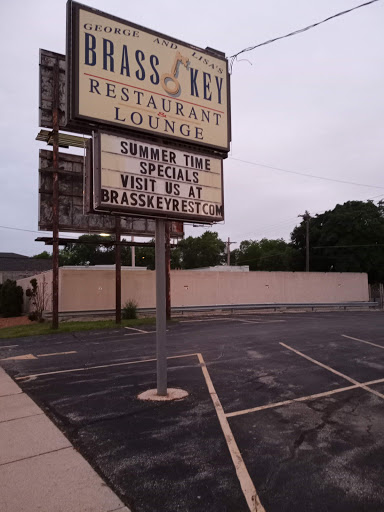 GEORGE AND LISA'S
BRASS KEY
RESTAURANT
& LOUNGE
SUMMER TIME
SPECIALS
VISIT US AT
BRASSKEYREST.COM